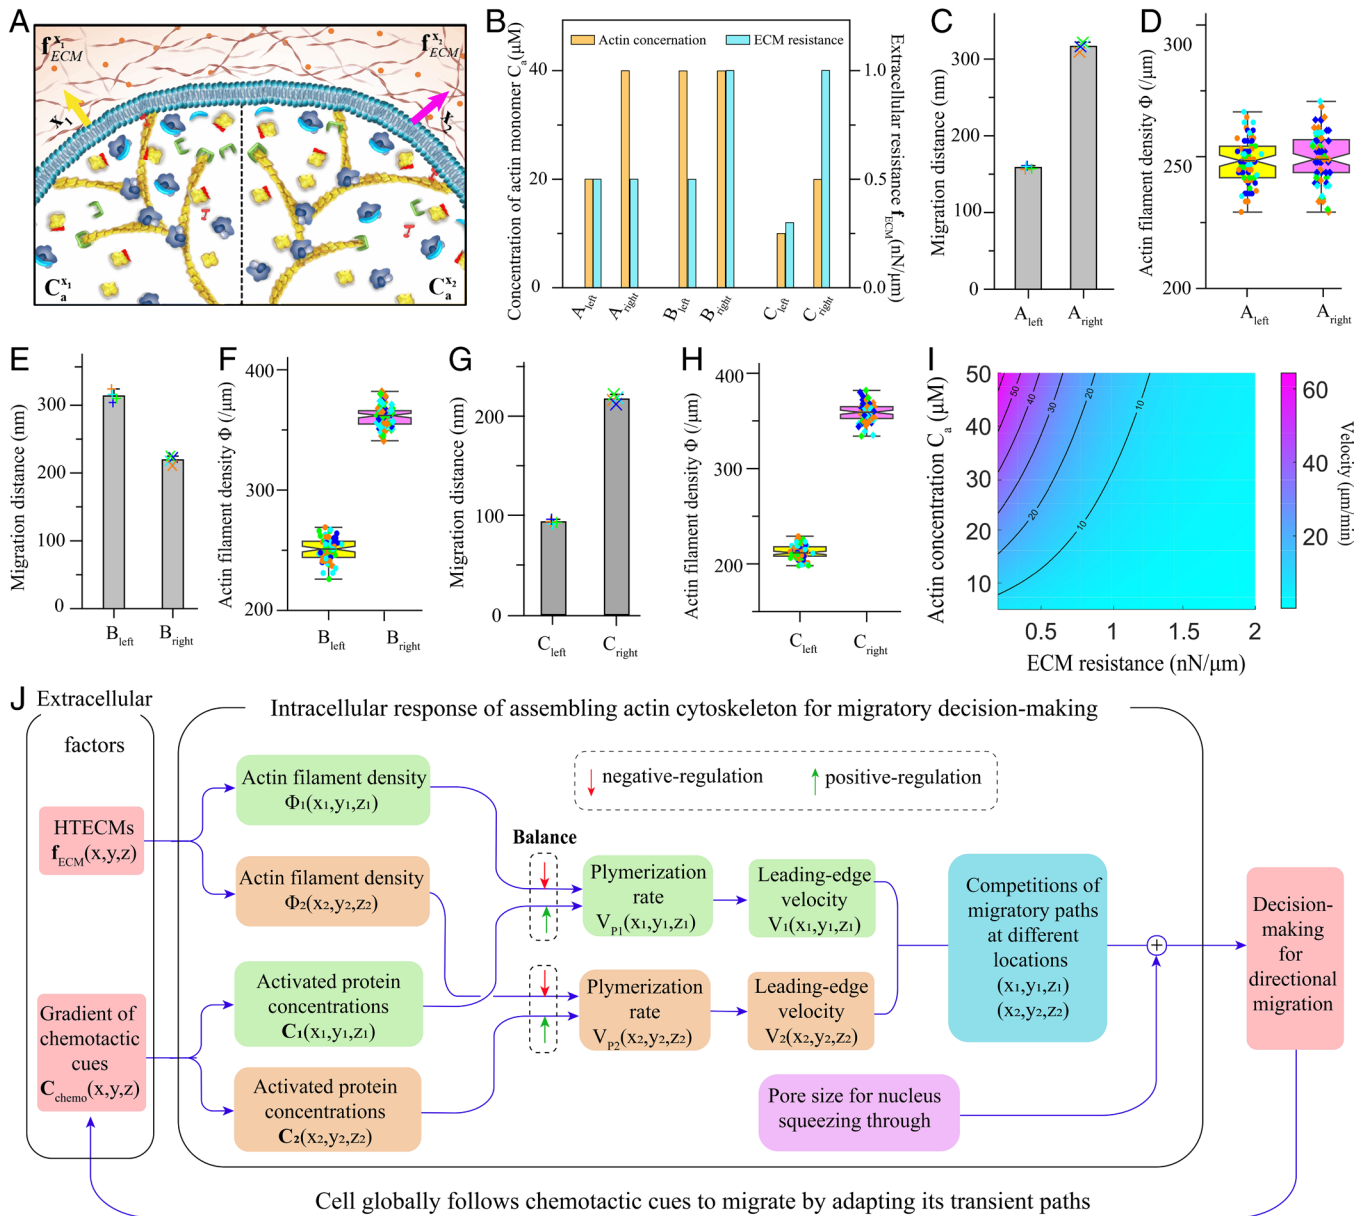 A
f^x₁_ECM
f^x₂_ECM
x₁
x₂
C_a^x₁
C_a^x₂
B
Actin concernation
ECM resistance
Concentration of actin monomer C_a(μM)
40
20
0
Extracellular resistance f_ECM(nN/μm)
1.0
0.5
0.0
A_left
A_right
B_left
B_right
C_left
C_right
C
Migration distance (nm)
300
200
100
0
A_left
A_right
D
Actin filament density Φ (/μm)
300
250
200
A_left
A_right
E
Migration distance (nm)
300
200
100
0
B_left
B_right
F
Actin filament density Φ (/μm)
400
300
200
B_left
B_right
G
Migration distance (nm)
200
100
0
C_left
C_right
H
Actin filament density Φ (/μm)
400
300
200
C_left
C_right
I
Actin concentration C_a (μM)
50
40
30
20
10
50
40
30
20
10
20
10
0.5
1
1.5
2
ECM resistance (nN/μm)
60
40
20
Velocity (μm/min)
J
Extracellular
factors
Intracellular response of assembling actin cytoskeleton for migratory decision-making
negative-regulation
positive-regulation
HTECMs
f_ECM(x,y,z)
Gradient of
chemotactic
cues
C_chemo(x,y,z)
Actin filament density
Φ₁(x₁,y₁,z₁)
Actin filament density
Φ₂(x₂,y₂,z₂)
Activated protein
concentrations
C₁(x₁,y₁,z₁)
Activated protein
concentrations
C₂(x₂,y₂,z₂)
Balance
Plymerization
rate
V_P1(x₁,y₁,z₁)
Plymerization
rate
V_P2(x₂,y₂,z₂)
Leading-edge
velocity
V₁(x₁,y₁,z₁)
Leading-edge
velocity
V₂(x₂,y₂,z₂)
Competitions of
migratory paths
at different
locations
(x₁,y₁,z₁)
(x₂,y₂,z₂)
Pore size for nucleus
squeezing through
+
Decision-
making
for
directional
migration
Cell globally follows chemotactic cues to migrate by adapting its transient paths